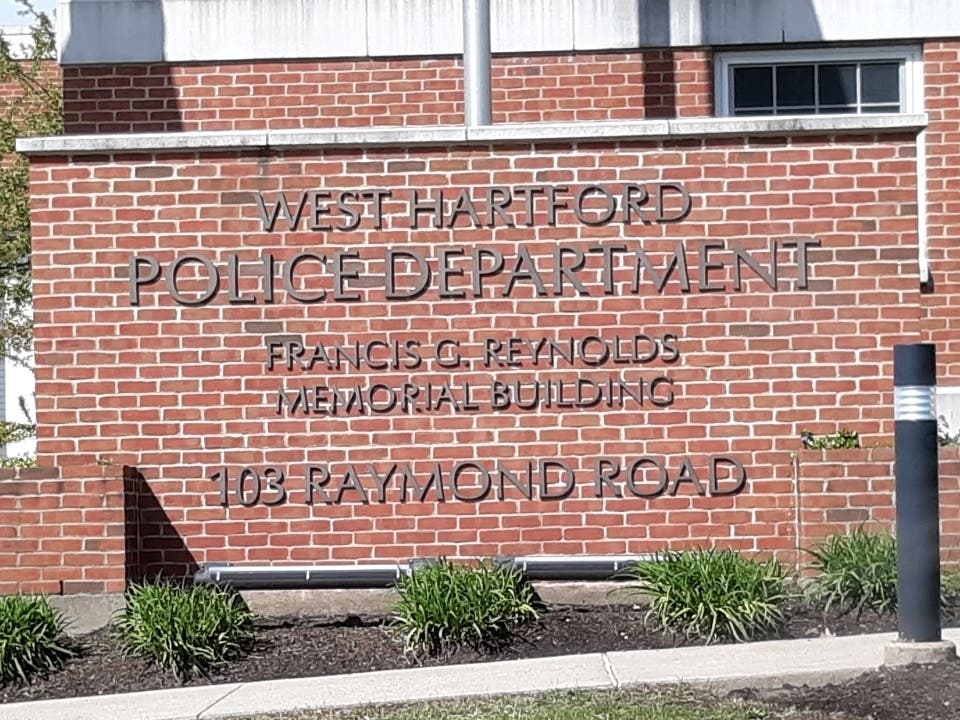 WEST HARTFORD
POLICE DEPARTMENT
FRANCIS G. REYNOLDS
MEMORIAL BUILDING
103 RAYMOND ROAD